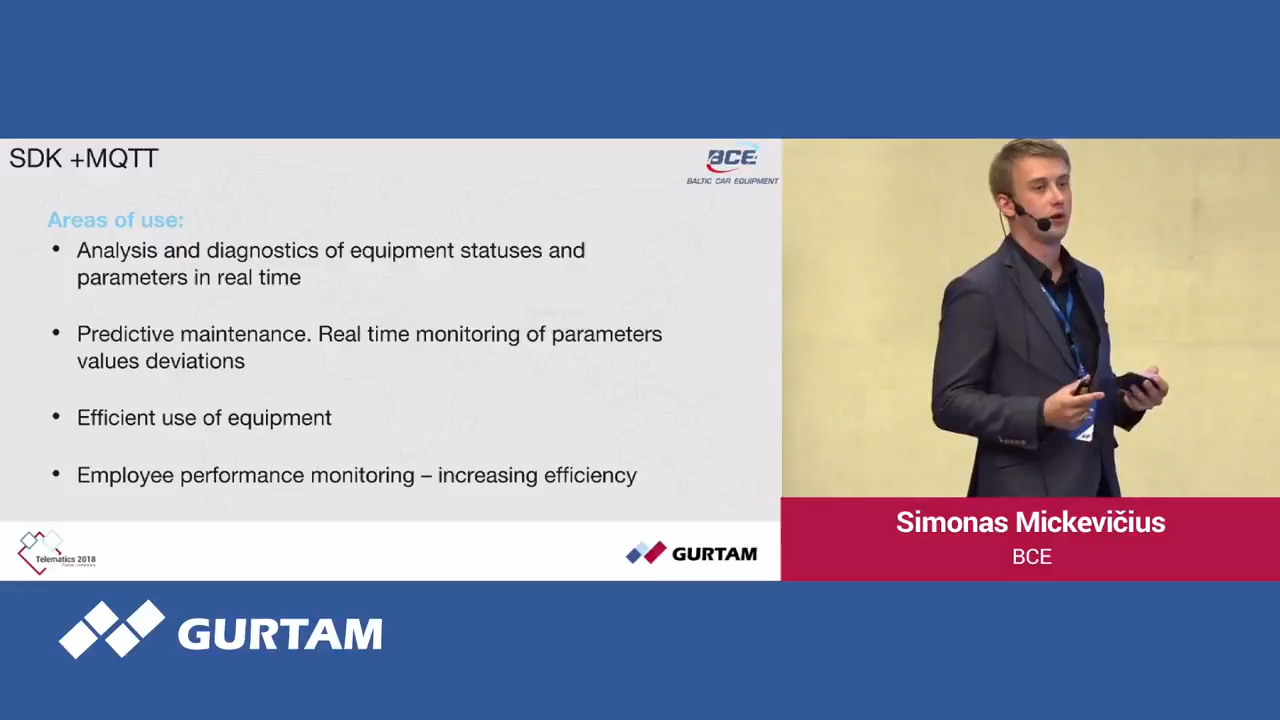 SDK +MQTT
BCE
BALTIC CAR EQUIPMENT
Areas of use:
• Analysis and diagnostics of equipment statuses and
parameters in real time
• Predictive maintenance. Real time monitoring of parameters
values deviations
• Efficient use of equipment
• Employee performance monitoring – increasing efficiency
Telematics 2018
GURTAM
Simonas Mickevičius
BCE
GURTAM